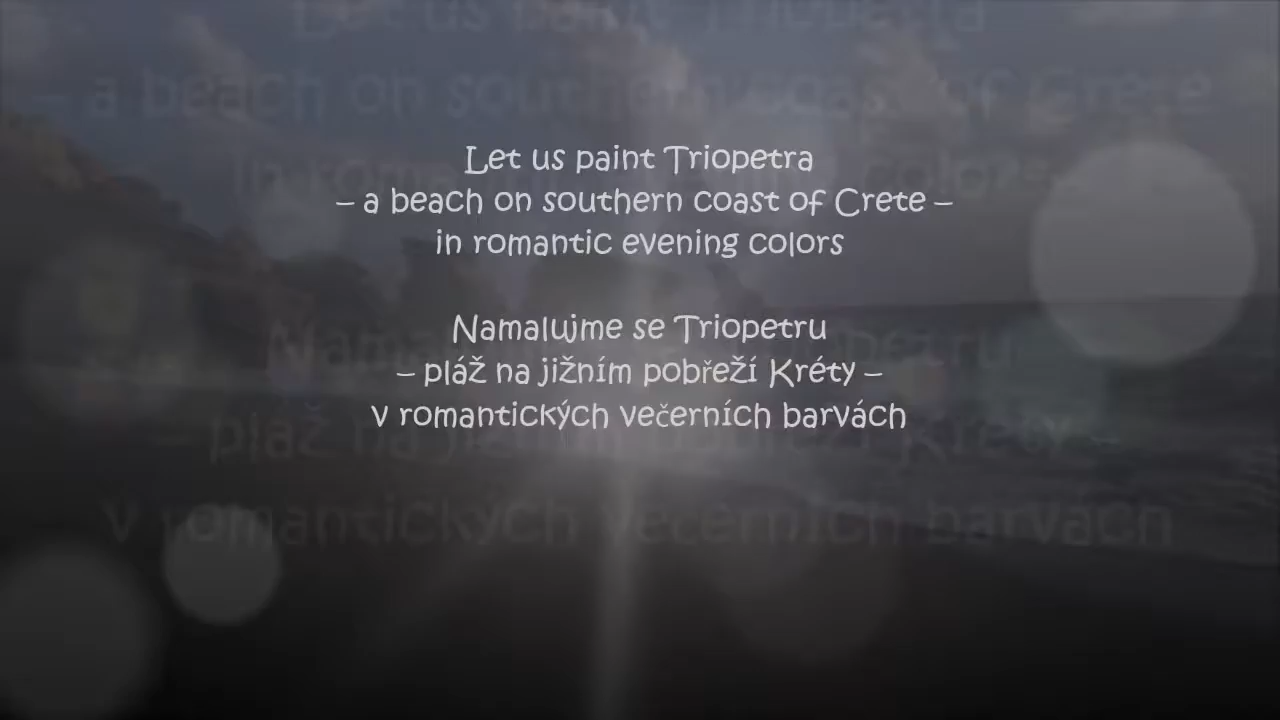 Let us paint Triopetra
– a beach on southern coast of Crete –
in romantic evening colors
Namalujme se Triopetru
– pláž na jižním pobřeží Kréty –
v romantických večerních barvách